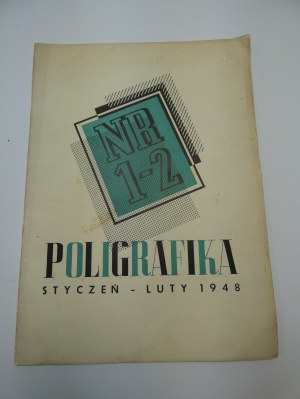 NR
1-2
POLIGRAFIKA
STYCZEŃ - LUTY 1948